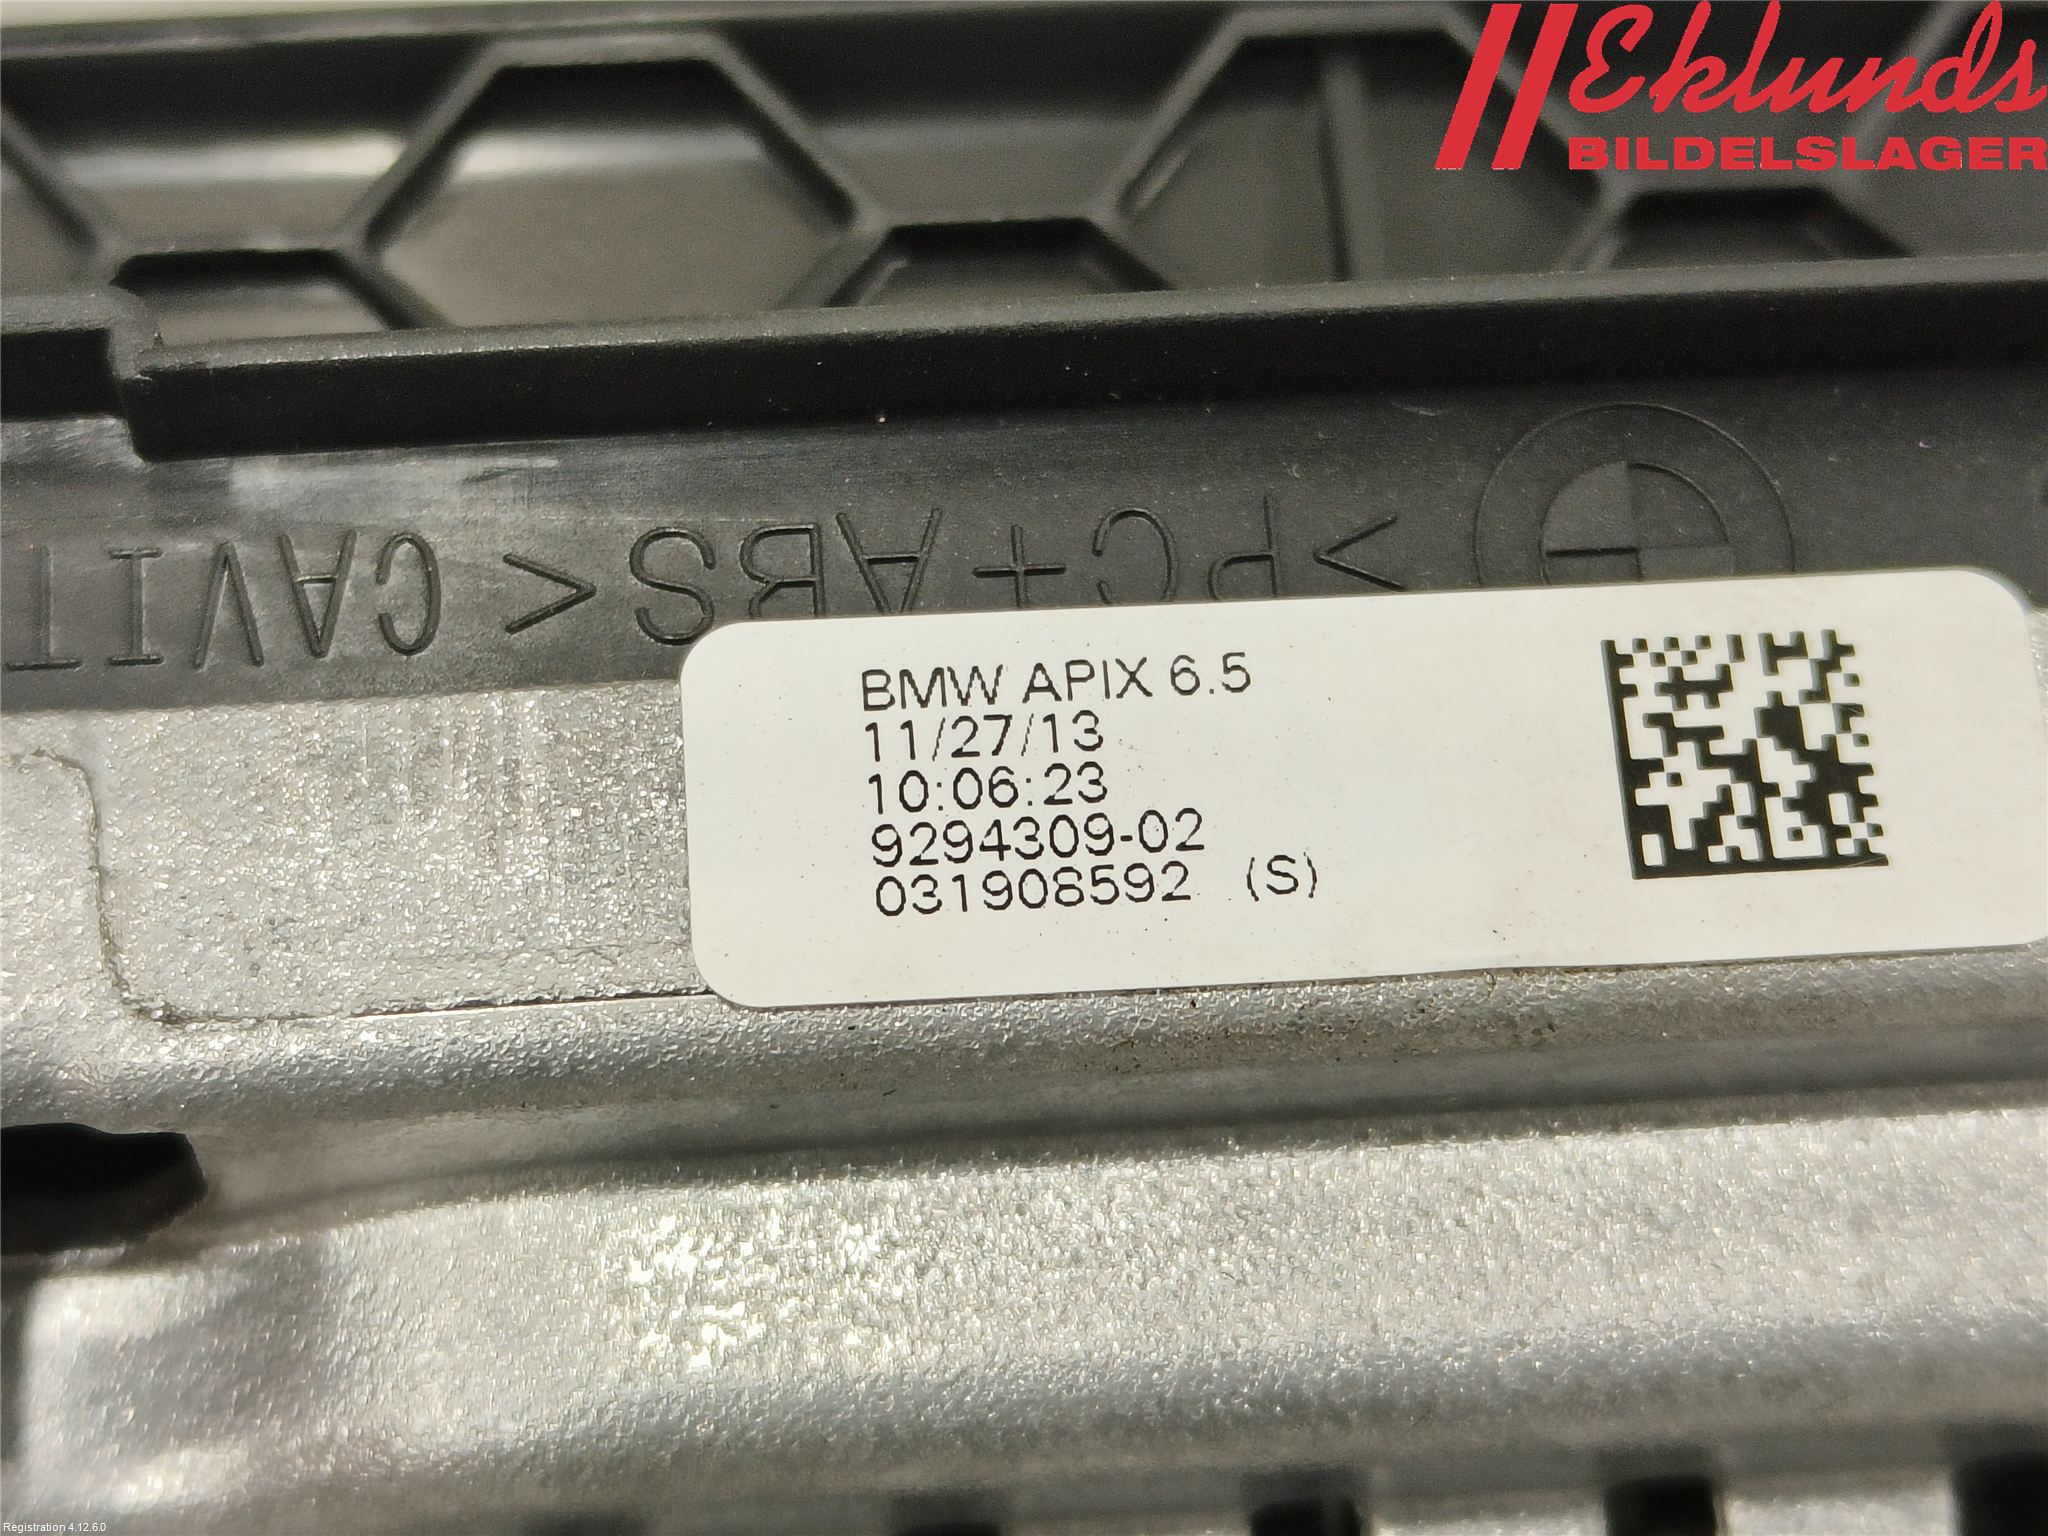 Eklunds
BILDELSLAGER
>PC+ABS< CAVIT
BMW APIX 6.5
11/27/13
10:06:23
9294309-02
031908592 (S)
Registration 4.12.6.0